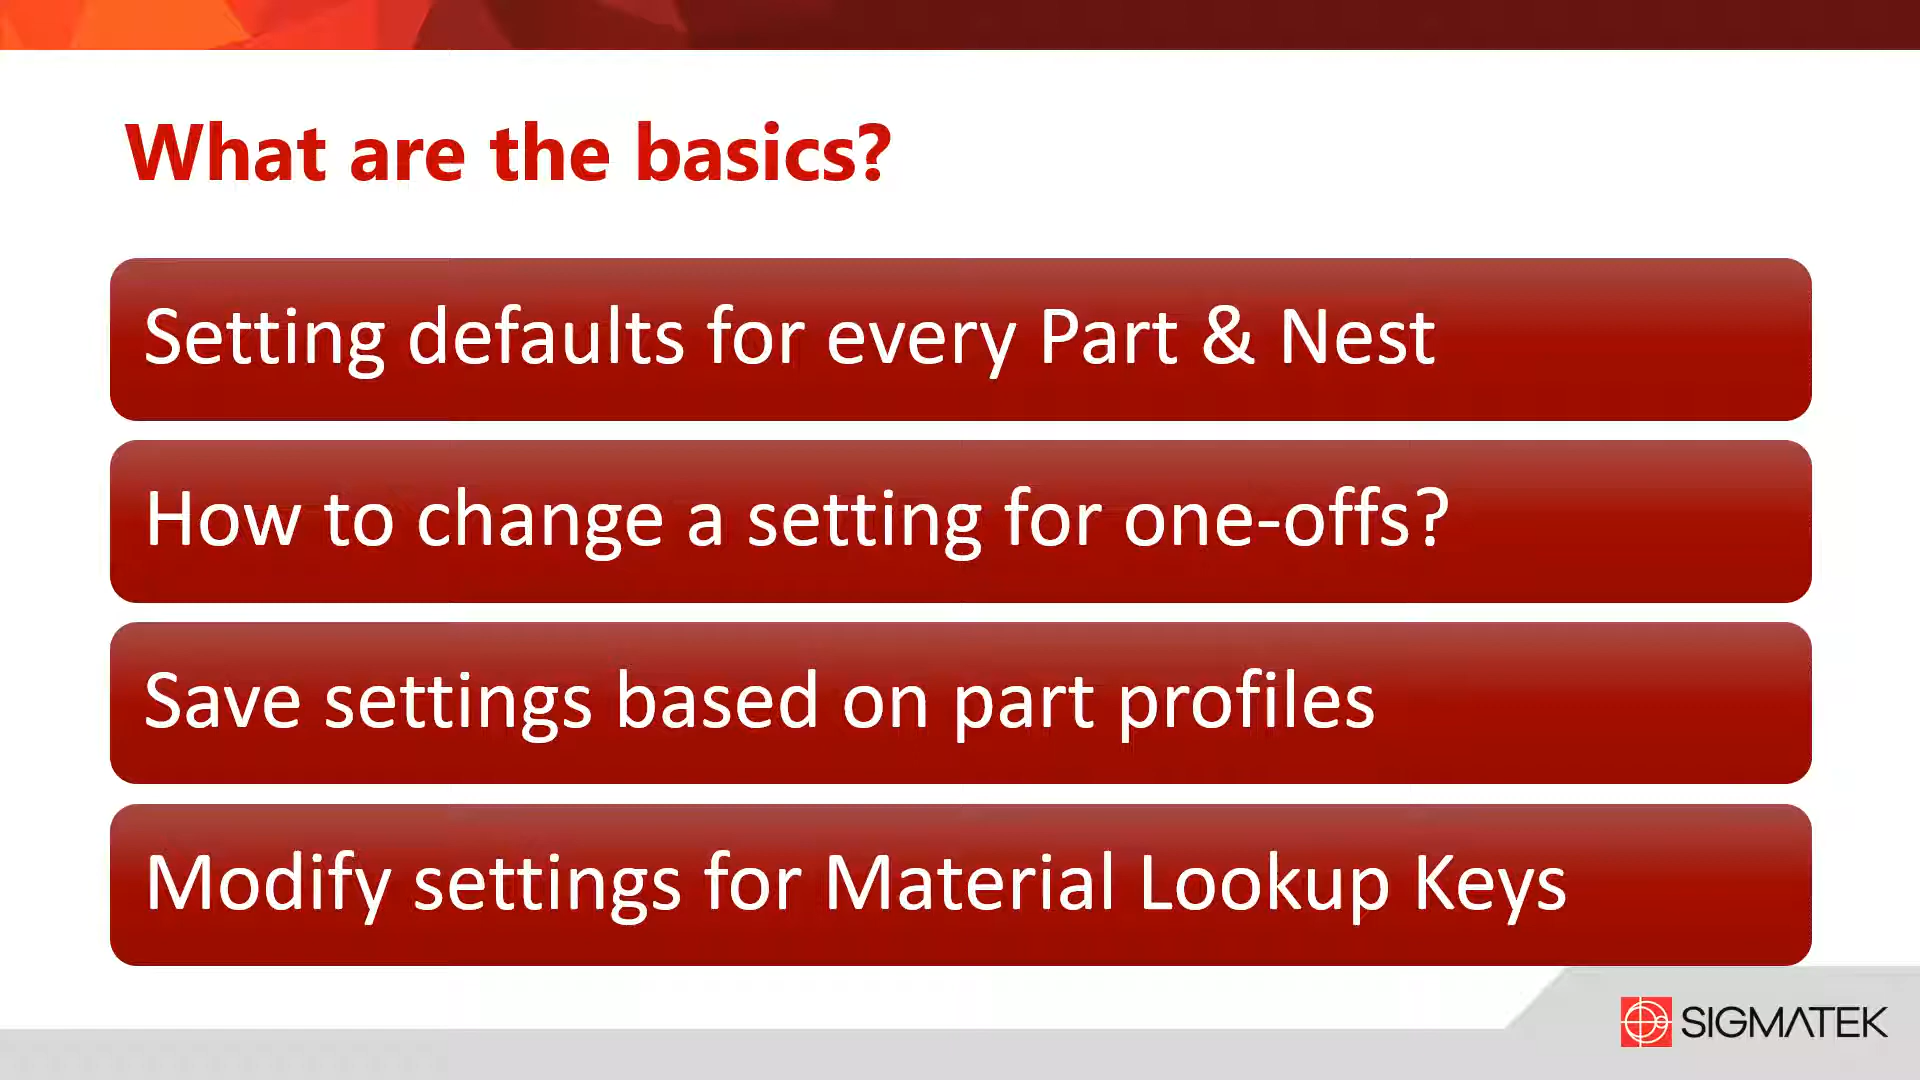 What are the basics?
Setting defaults for every Part & Nest
How to change a setting for one-offs?
Save settings based on part profiles
Modify settings for Material Lookup Keys
SIGMATEK